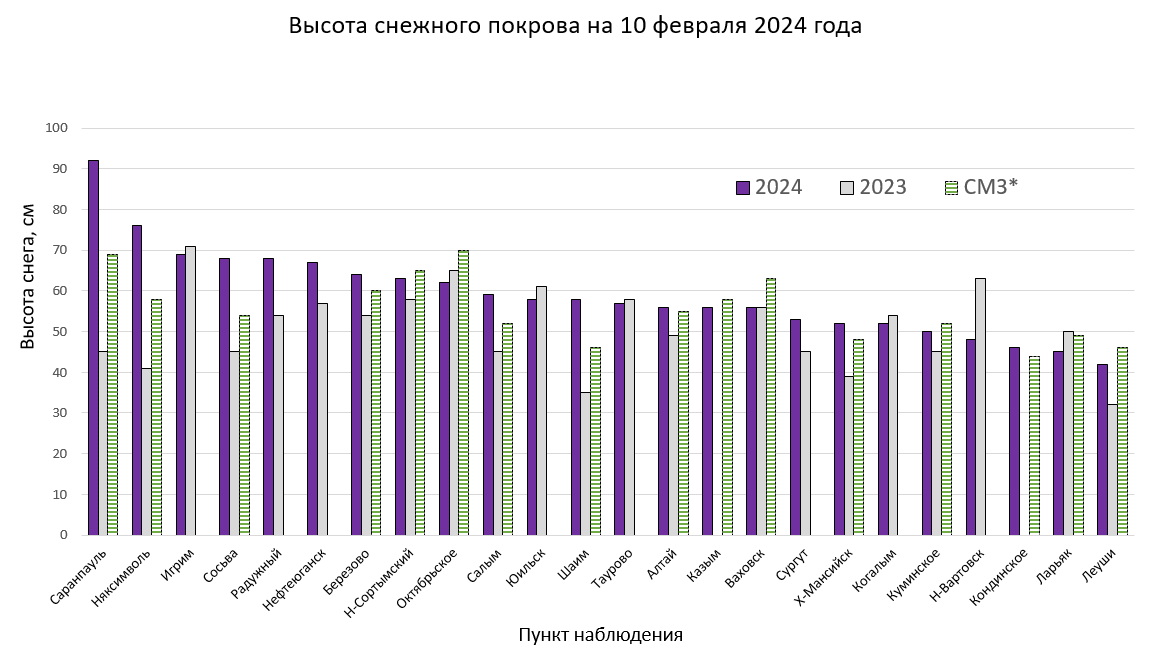 Высота снежного покрова на 10 февраля 2024 года
100
90
80
70
60
50
40
30
20
10
0
Высота снега, см
2024 2023 СМЗ*
Саранпауль
Няксимволь
Игрим
Сосьва
Радужный
Нефтеюганск
Березово
Н-Сортымский
Октябрьское
Салым
Юильск
Шаим
Таурово
Алтай
Казым
Ваховск
Сургут
Х-Мансийск
Когалым
Куминское
Н-Вартовск
Кондинское
Ларьяк
Леуши
Пункт наблюдения